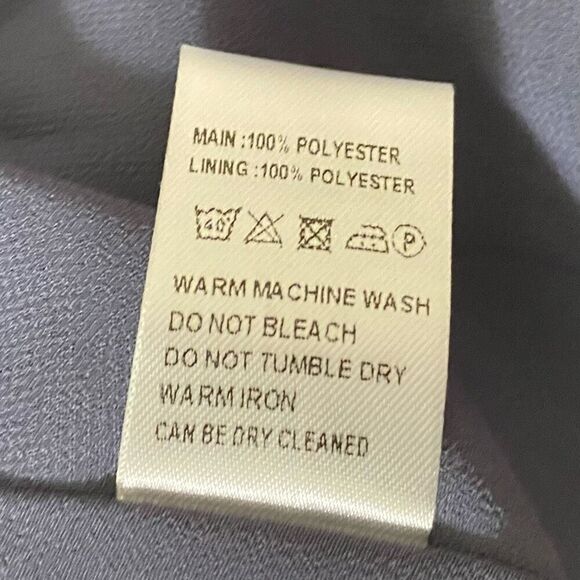 MAIN :100% POLYESTER
LINING :100% POLYESTER
40 P
WARM MACHINE WASH
DO NOT BLEACH
DO NOT TUMBLE DRY
WARM IRON
CAN BE DRY CLEANED